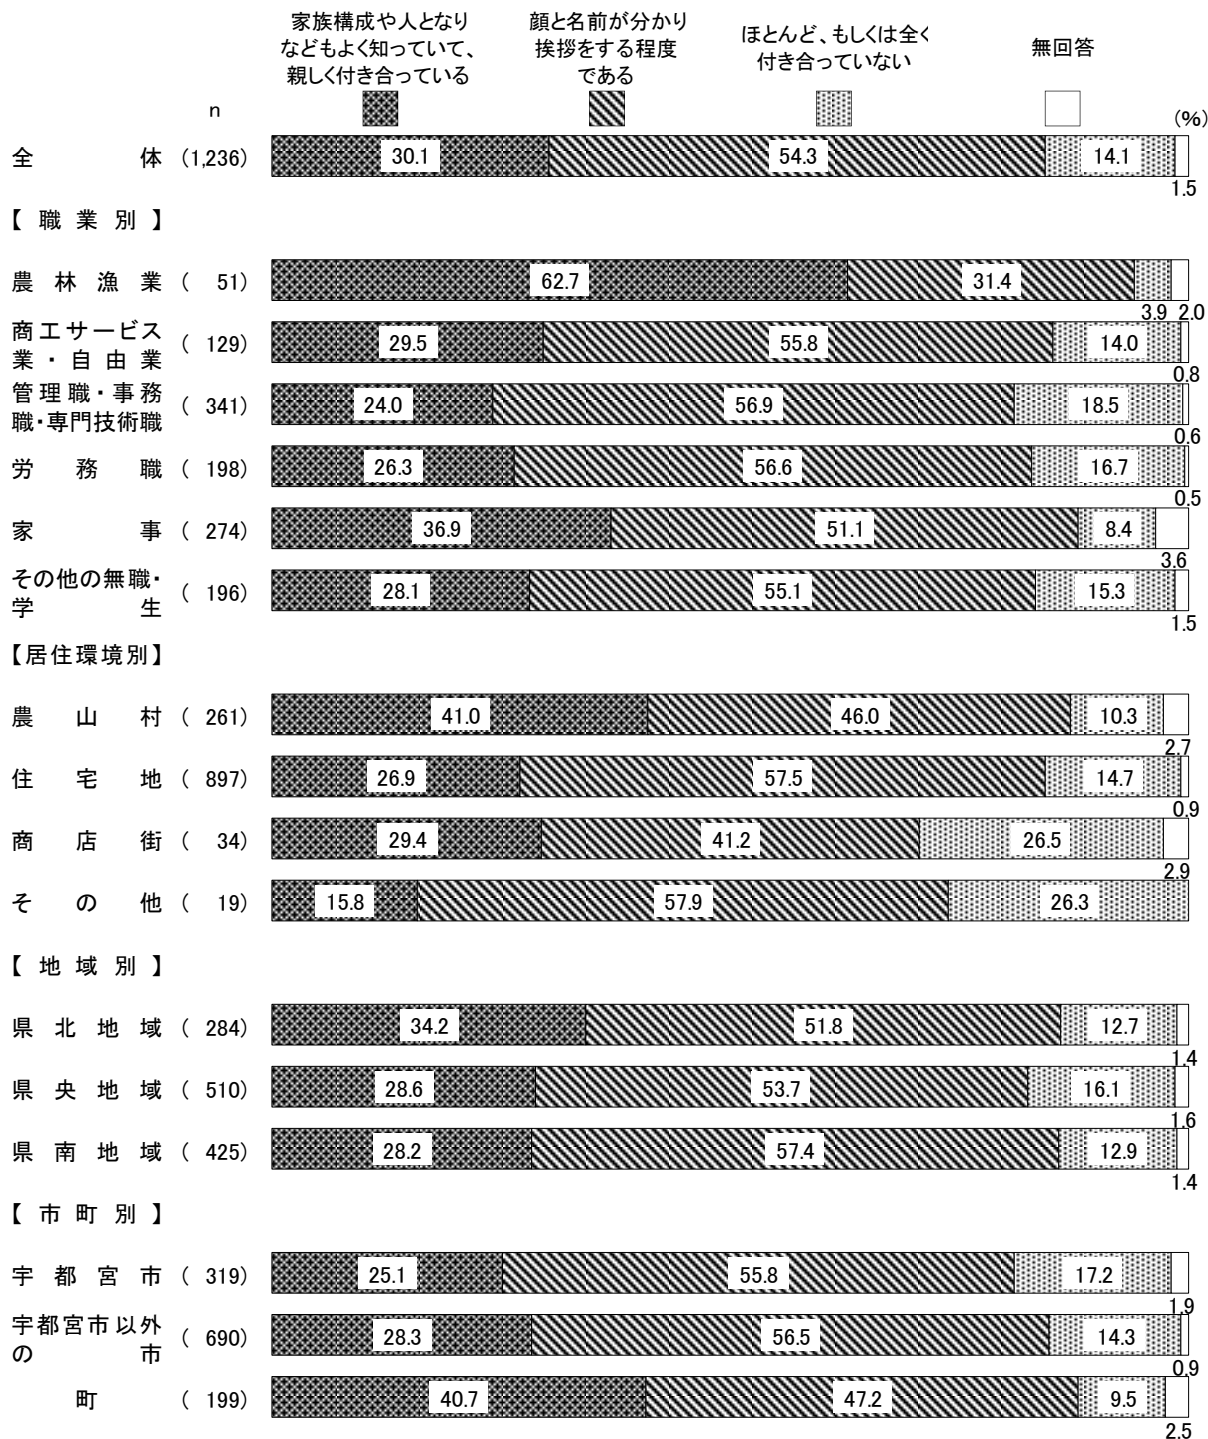 家族構成や人となり
などもよく知っていて、
親しく付き合っている
顔と名前が分かり
挨拶をする程度
である
ほとんど、もしくは全く
付き合っていない
無回答
n
(%)
全体 (1,236) 30.1 54.3 14.1
1.5
【職業別】
農林漁業 ( 51) 62.7 31.4
3.9 2.0
商工サービス
業・自由業 ( 129) 29.5 55.8 14.0
0.8
管理職・事務
職・専門技術職 ( 341) 24.0 56.9 18.5
0.6
労務職 ( 198) 26.3 56.6 16.7
0.5
家事 ( 274) 36.9 51.1 8.4
3.6
その他の無職・
学生 ( 196) 28.1 55.1 15.3
1.5
【居住環境別】
農山村 ( 261) 41.0 46.0 10.3
2.7
住宅地 ( 897) 26.9 57.5 14.7
0.9
商店街 ( 34) 29.4 41.2 26.5
2.9
その他 ( 19) 15.8 57.9 26.3
【地域別】
県北地域 ( 284) 34.2 51.8 12.7
1.4
県央地域 ( 510) 28.6 53.7 16.1
1.6
県南地域 ( 425) 28.2 57.4 12.9
1.4
【市町別】
宇都宮市 ( 319) 25.1 55.8 17.2
1.9
宇都宮市以外
の市 ( 690) 28.3 56.5 14.3
0.9
町 ( 199) 40.7 47.2 9.5
2.5